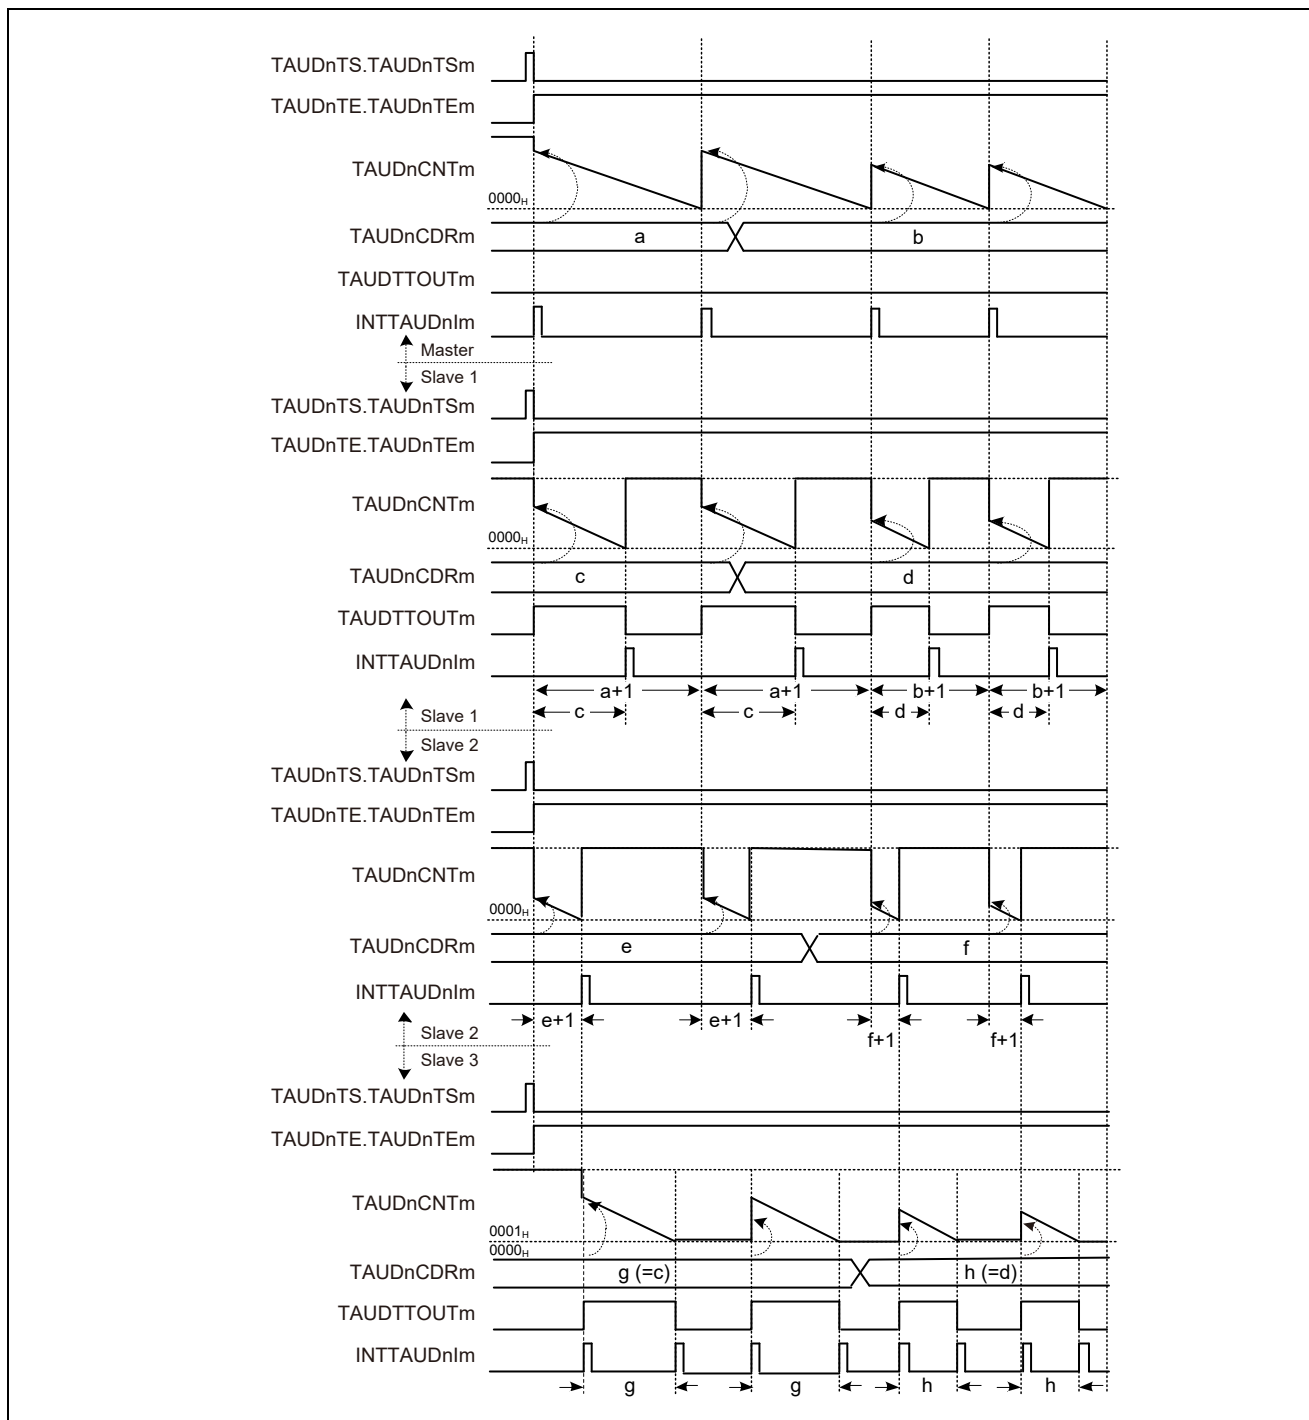 TAUDnTS.TAUDnTSm
TAUDnTE.TAUDnTEm
TAUDnCNTm
0000H
TAUDnCDRm a b
TAUDTTOUTm
INTTAUDnIm
Master
Slave 1
TAUDnTS.TAUDnTSm
TAUDnTE.TAUDnTEm
TAUDnCNTm
0000H
TAUDnCDRm c d
TAUDTTOUTm
INTTAUDnIm
a+1 a+1 b+1 b+1
c c d d
Slave 1
Slave 2
TAUDnTS.TAUDnTSm
TAUDnTE.TAUDnTEm
TAUDnCNTm
0000H
TAUDnCDRm e f
INTTAUDnIm
e+1 e+1 f+1 f+1
Slave 2
Slave 3
TAUDnTS.TAUDnTSm
TAUDnTE.TAUDnTEm
TAUDnCNTm
0001H
0000H
TAUDnCDRm g (=c) h (=d)
TAUDTTOUTm
INTTAUDnIm
g g h h